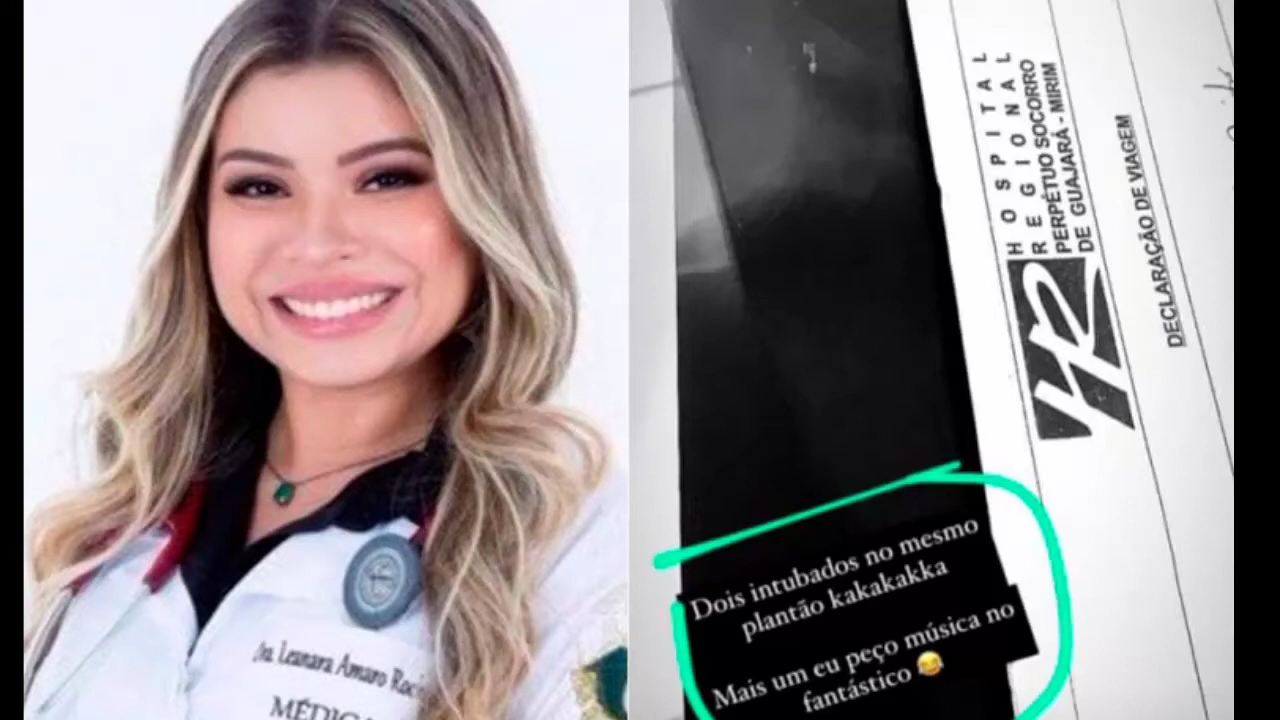 Dra. Leanara Amaro
MÉDICA
HOSPITAL
REGIONAL
PERPÉTUO SOCORRO
DE GUAJARÁ - MIRIM
HR
DECLARAÇÃO DE VIAGEM
Dois intubados no mesmo
plantão kakakakka
Mais um eu peço música no
fantástico 😂